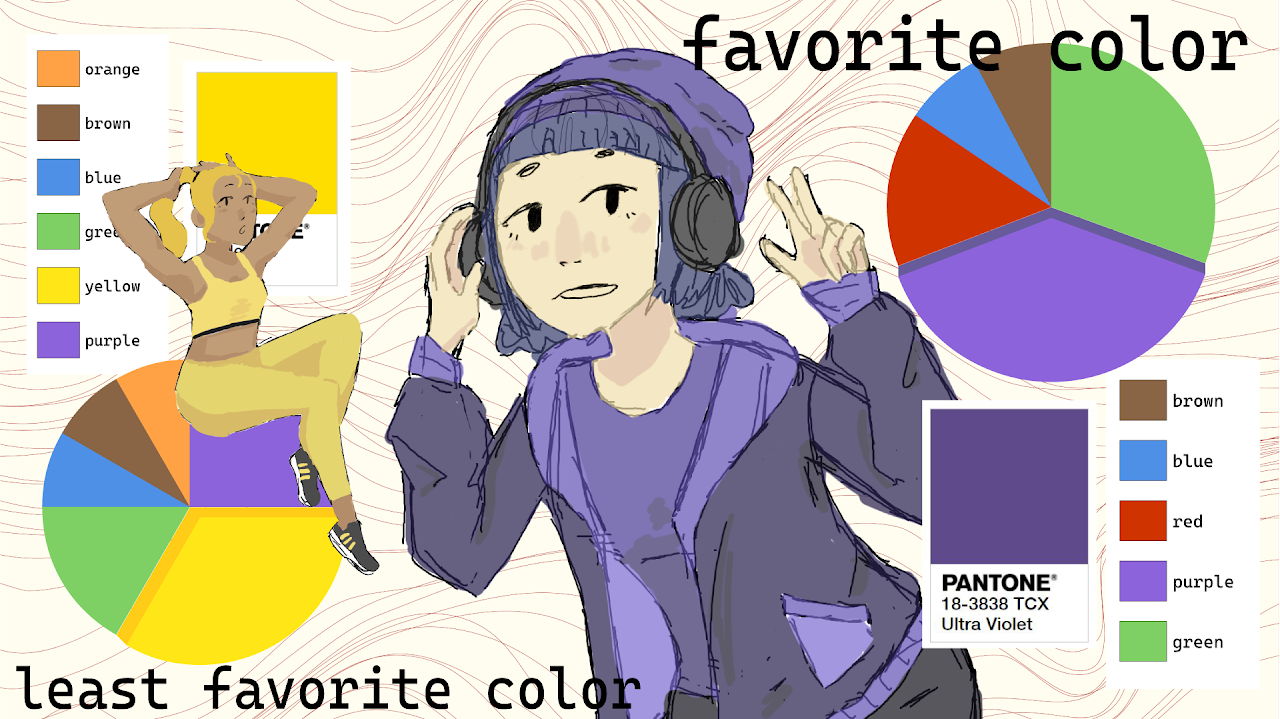 favorite color
orange
brown
blue
yellow
purple
PANTONE®
18-3838 TCX
Ultra Violet
brown
blue
red
purple
green
least favorite color